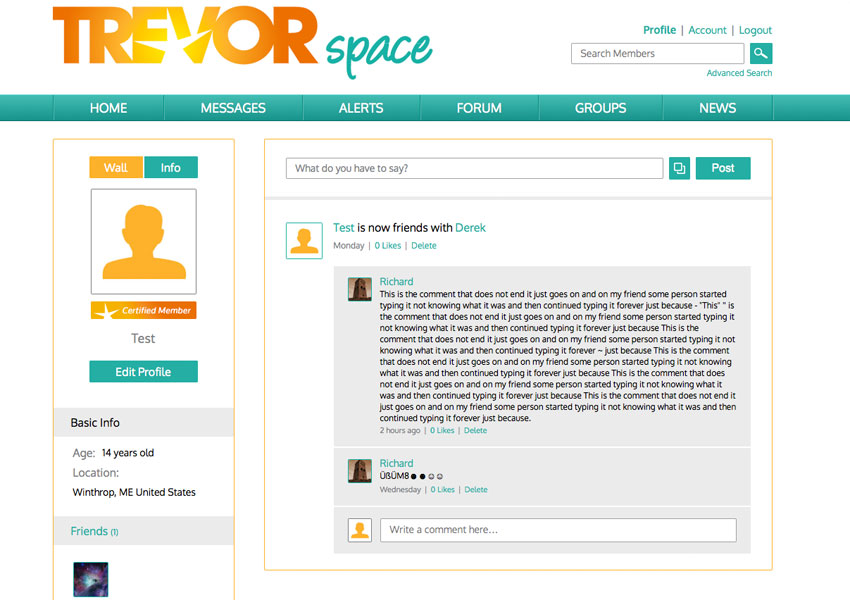 TREVOR space
Profile | Account | Logout
Search Members
Advanced Search
HOME MESSAGES ALERTS FORUM GROUPS NEWS
Wall Info
Certified Member
Test
Edit Profile
Basic Info
Age: 14 years old
Location:
Winthrop, ME United States
Friends (1)
What do you have to say? Post
Test is now friends with Derek
Monday | 0 Likes | Delete
Richard
This is the comment that does not end it just goes on and on my friend some person started
typing it not knowing what it was and then continued typing it forever just because - "This" " is
the comment that does not end it just goes on and on my friend some person started typing it
not knowing what it was and then continued typing it forever just because This is the
comment that does not end it just goes on and on my friend some person started typing it not
knowing what it was and then continued typing it forever ~ just because This is the comment
that does not end it just goes on and on my friend some person started typing it not knowing
what it was and then continued typing it forever just because This is the comment that does
not end it just goes on and on my friend some person started typing it not knowing what it
was and then continued typing it forever just because This is the comment that does not end it
just goes on and on my friend some person started typing it not knowing what it was and then
continued typing it forever just because.
2 hours ago | 0 Likes | Delete
Richard
ÜßÜM8☻ ☻ ☺☺
Wednesday | 0 Likes | Delete
Write a comment here...